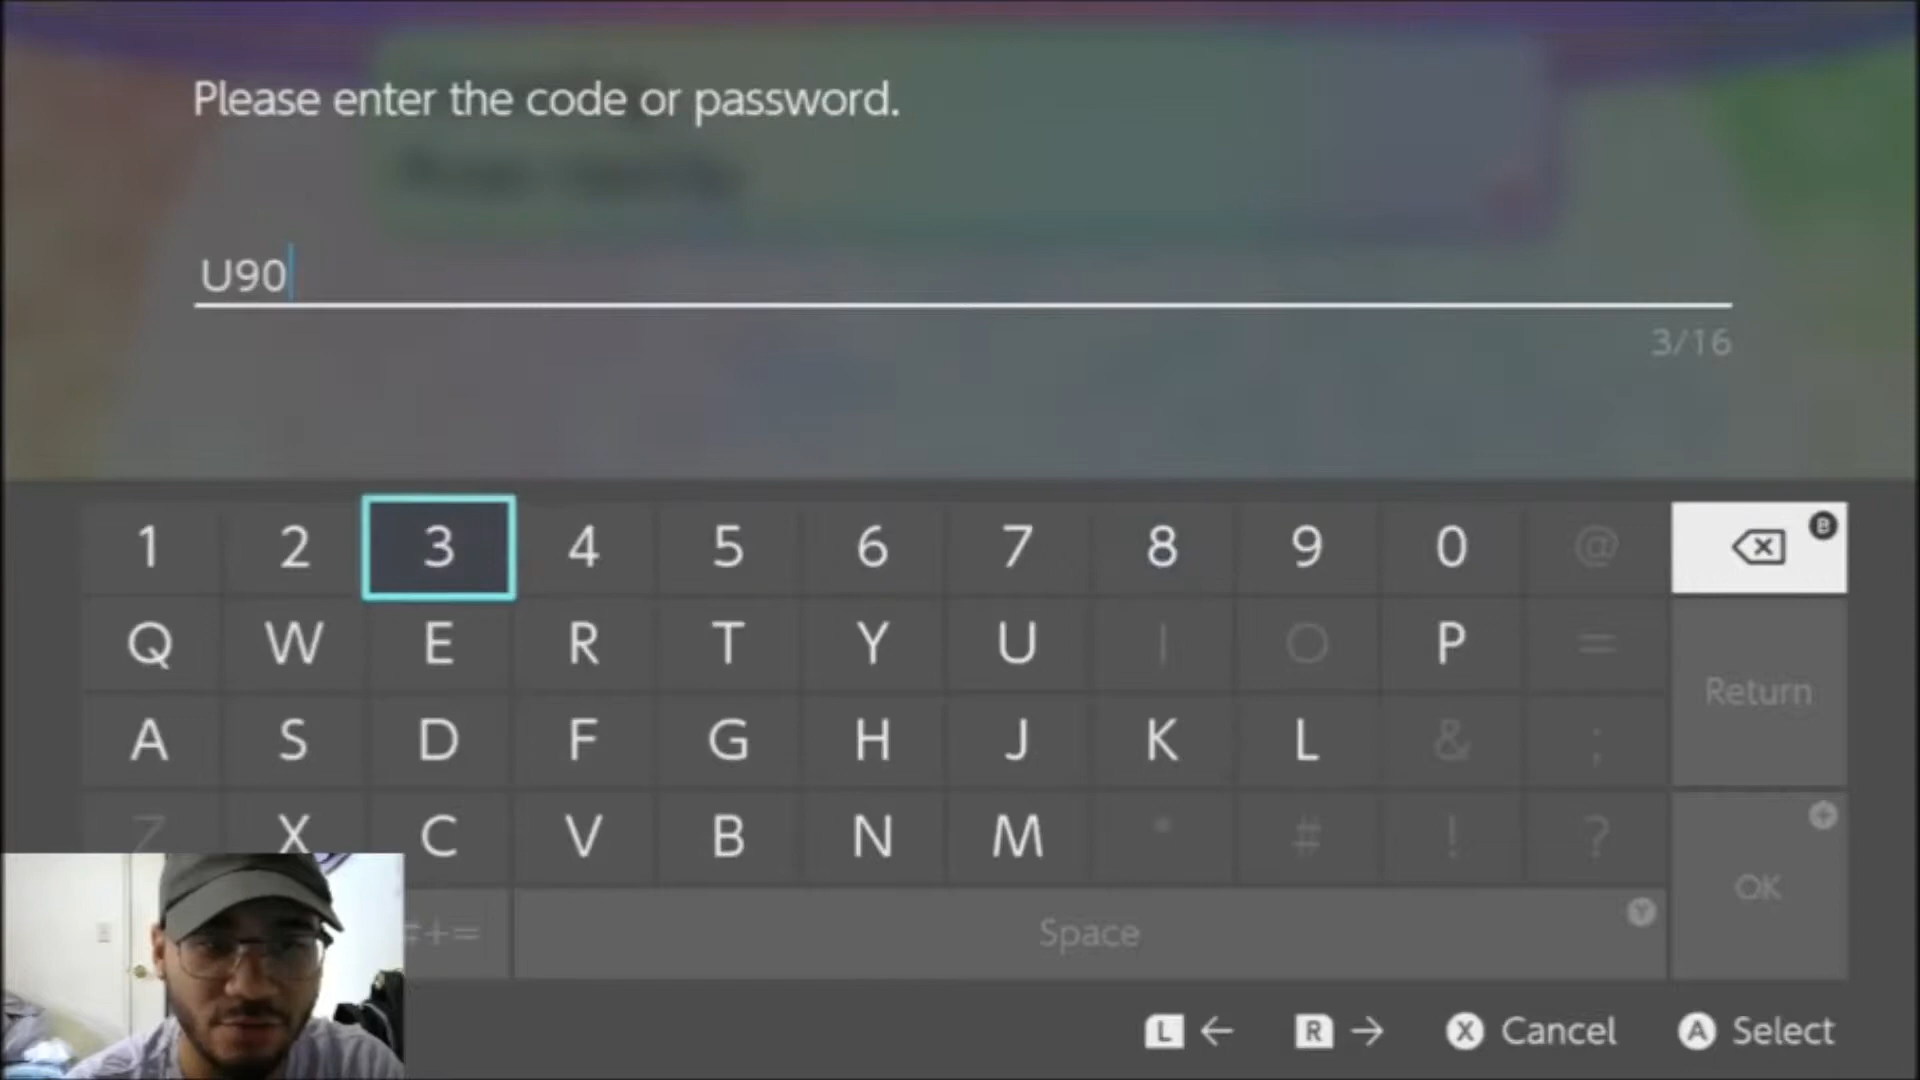 Please enter the code or password.
U90
3/16
1 2 3 4 5 6 7 8 9 0 @ B
Q W E R T Y U I O P =
Return
A S D F G H J K L & ;
Z X C V B N M * # ! ? +
OK
#+= Space Y
L ← R → X Cancel A Select